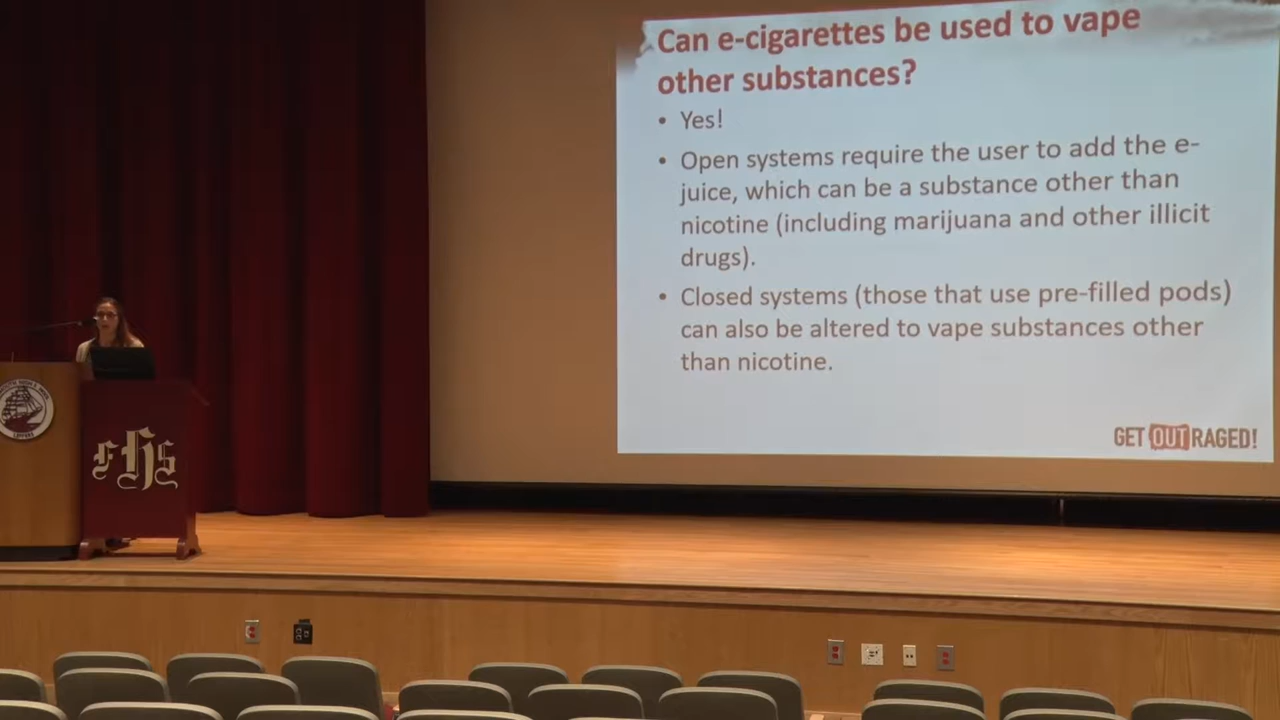 Can e-cigarettes be used to vape
other substances?
• Yes!
• Open systems require the user to add the e-
juice, which can be a substance other than
nicotine (including marijuana and other illicit
drugs).
• Closed systems (those that use pre-filled pods)
can also be altered to vape substances other
than nicotine.
GET OUTRAGED!
FHS